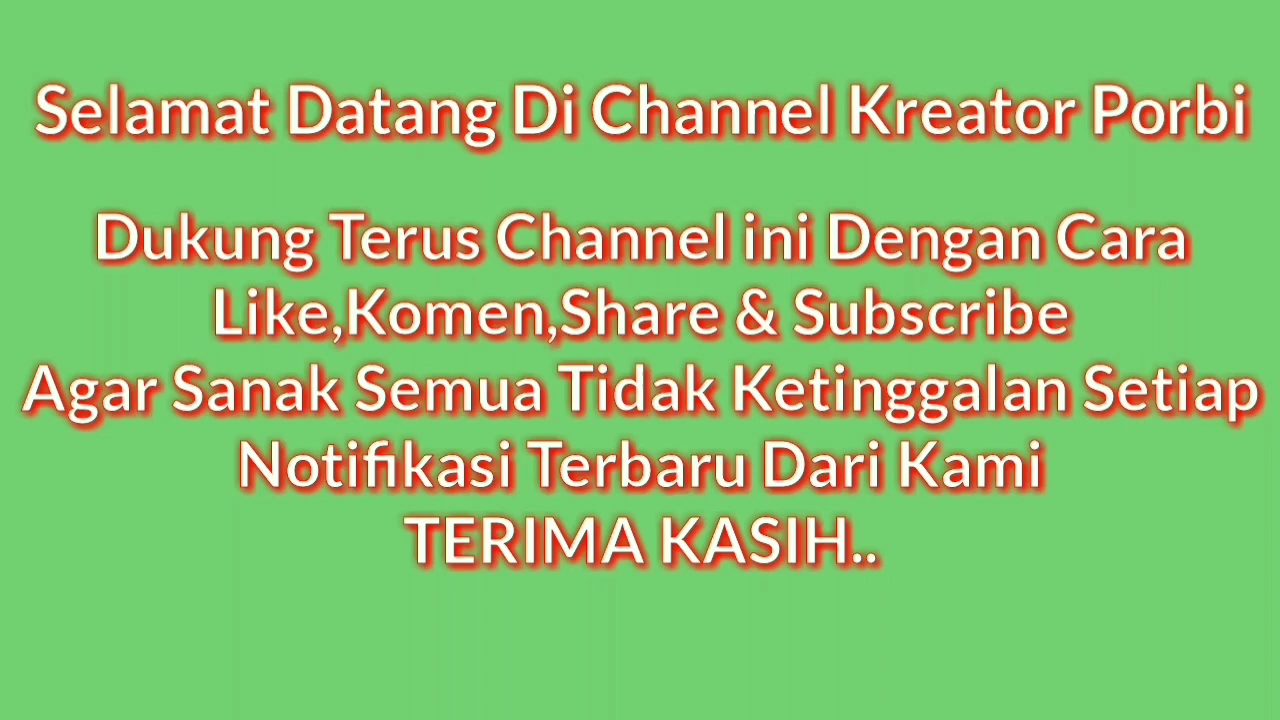 Selamat Datang Di Channel Kreator Porbi
Dukung Terus Channel ini Dengan Cara
Like,Komen,Share & Subscribe
Agar Sanak Semua Tidak Ketinggalan Setiap
Notifikasi Terbaru Dari Kami
TERIMA KASIH..